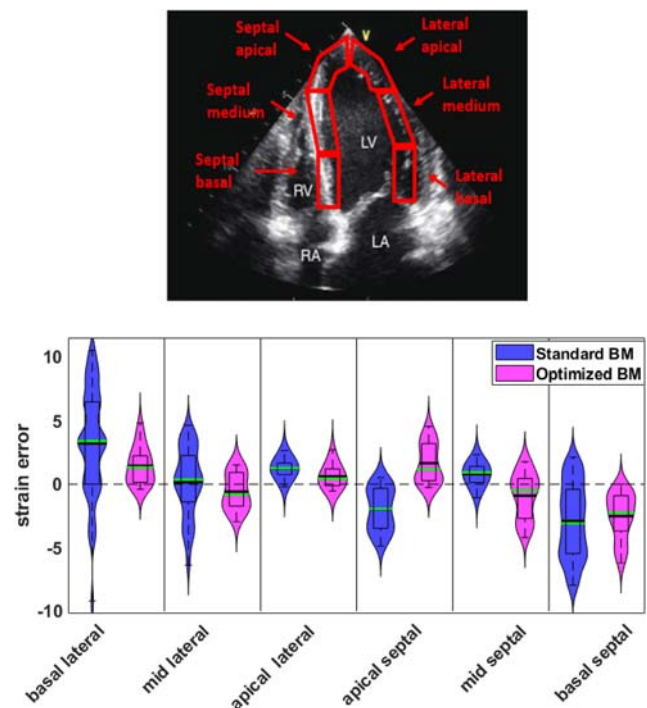 Septal
apical
Lateral
apical
V
Septal
medium
Lateral
medium
Septal
basal
LV
Lateral
basal
RV
RA
LA
10
5
0
-5
-10
strain error
Standard BM
Optimized BM
basal lateral
mid lateral
apical lateral
apical septal
mid septal
basal septal